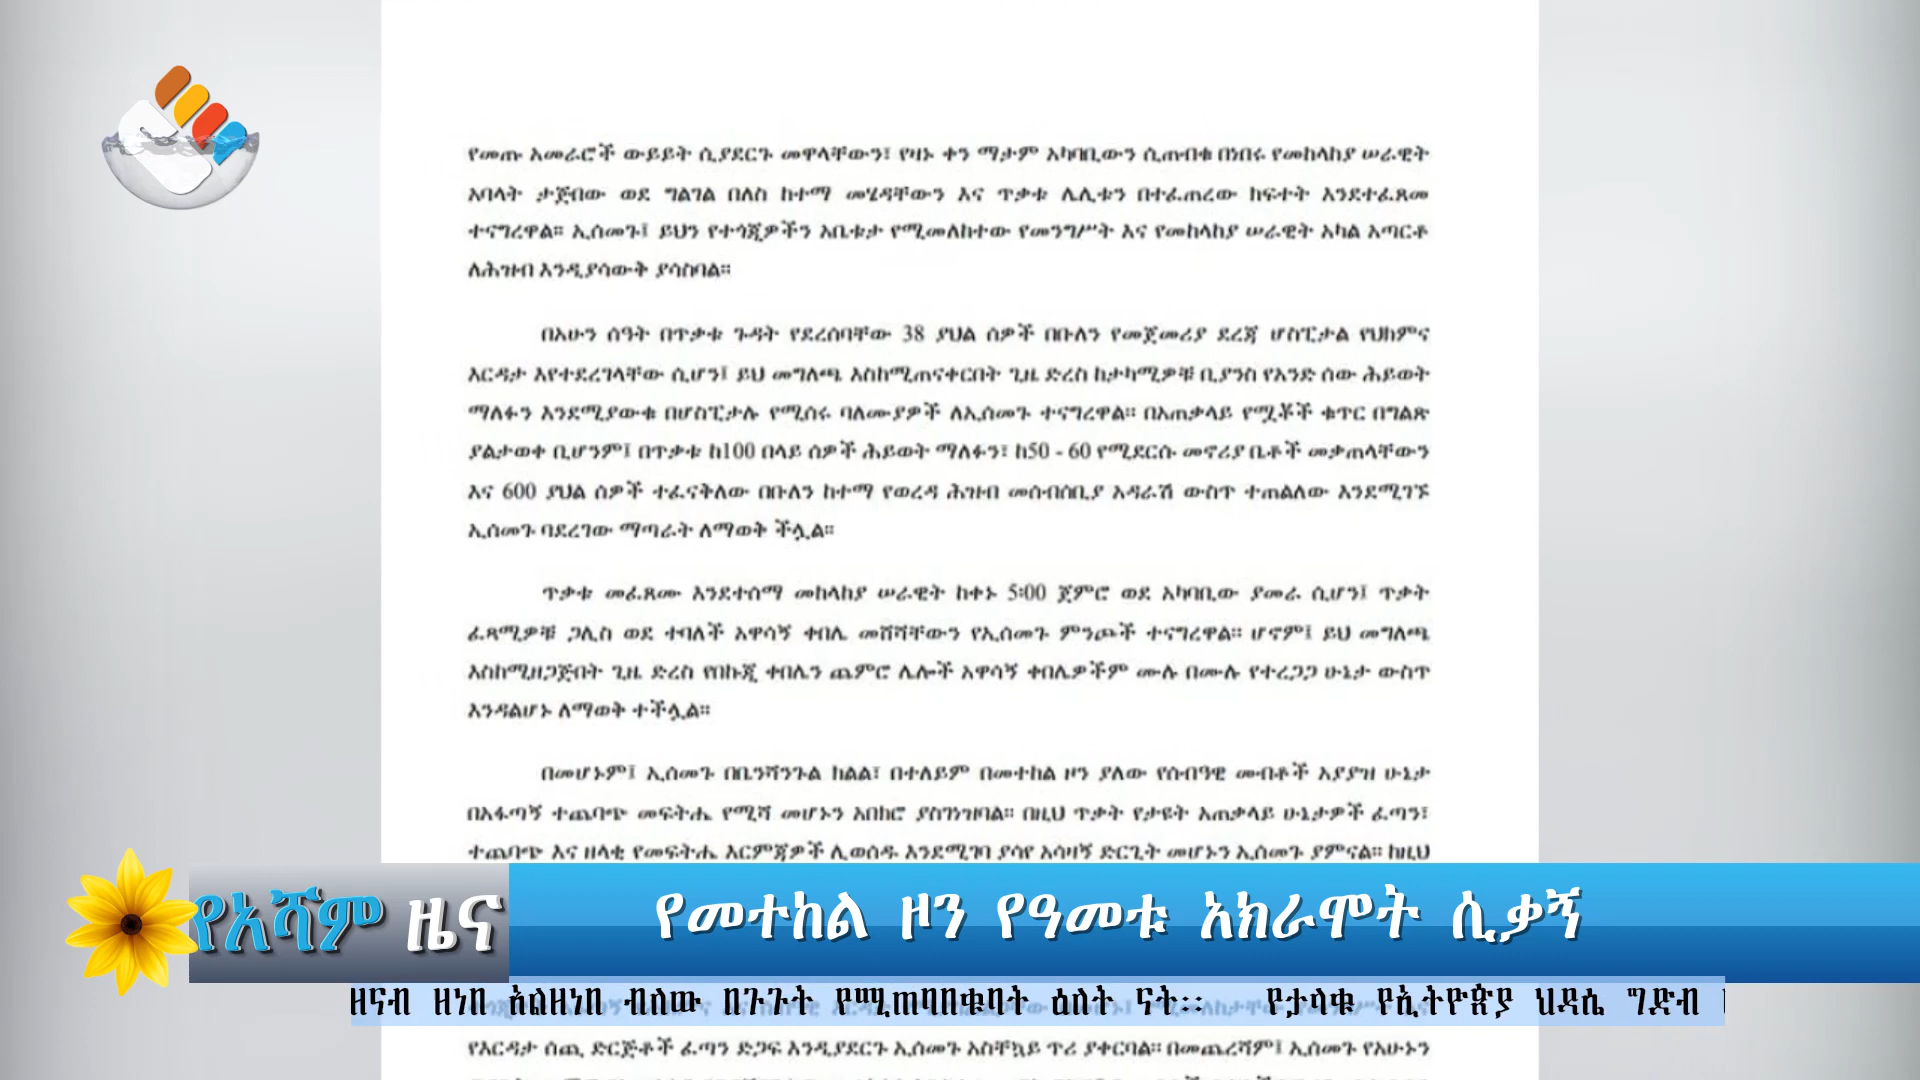 የመጡ አመራሮች ውይይት ሲያደርጉ መዋላቸውን፣ የዛኑ ቀን ማታም አካባቢውን ሲጠብቁ በነበሩ የመከላከያ ሠራዊት
አባላት ታጅበው ወደ ግልገል በለስ ከተማ መሄዳቸውን እና ጥቃቱ ሌሊቱን በተፈጠረው ክፍተት እንደተፈጸመ
ተናግረዋል። ኢሰመጉ፤ ይህን የተጎጂዎችን አቤቱታ የሚመለከተው የመንግሥት እና የመከላከያ ሠራዊት አካል አጣርቶ
ለሕዝብ እንዲያሳውቅ ያሳስባል።
በአሁን ሰዓት በጥቃቱ ጉዳት የደረሰባቸው 38 ያህል ሰዎች በቡለን የመጀመሪያ ደረጃ ሆስፒታል የህክምና
እርዳታ እየተደረገላቸው ሲሆን፤ ይህ መግለጫ እስከሚጠናቀርበት ጊዜ ድረስ ከታካሚዎቹ ቢያንስ የአንድ ሰው ሕይወት
ማለፉን እንደሚያውቁ በሆስፒታሉ የሚሰሩ ባለሙያዎች ለኢሰመጉ ተናግረዋል። በአጠቃላይ የሟቾች ቁጥር በግልጽ
ያልታወቀ ቢሆንም፤ በጥቃቱ ከ100 በላይ ሰዎች ሕይወት ማለፉን፣ ከ50 - 60 የሚደርሱ መኖሪያ ቤቶች መቃጠላቸውን
እና 600 ያህል ሰዎች ተፈናቅለው በቡለን ከተማ የወረዳ ሕዝብ መሰብሰቢያ አዳራሽ ውስጥ ተጠልለው እንደሚገኙ
ኢሰመጉ ባደረገው ማጣራት ለማወቅ ችሏል።
ጥቃቱ መፈጸሙ እንደተሰማ መከላከያ ሠራዊት ከቀኑ 5፡00 ጀምሮ ወደ አካባቢው ያመራ ሲሆን፤ ጥቃት
ፈጻሚዎቹ ጋሊስ ወደ ተባለች አዋሳኝ ቀበሌ መሸሻቸውን የኢሰመጉ ምንጮች ተናግረዋል። ሆኖም፤ ይህ መግለጫ
እስከሚዘጋጅበት ጊዜ ድረስ የበኩጂ ቀበሌን ጨምሮ ሌሎች አዋሳኝ ቀበሌዎችም ሙሉ በሙሉ የተረጋጋ ሁኔታ ውስጥ
እንዳልሆኑ ለማወቅ ተችሏል።
በመሆኑም፤ ኢሰመጉ በቤንሻንጉል ክልል፣ በተለይም በመተከል ዞን ያለው የሰብዓዊ መብቶች አያያዝ ሁኔታ
በአፋጣኝ ተጨባጭ መፍትሔ የሚሻ መሆኑን አበክሮ ያስገነዝባል። በዚህ ጥቃት የታዩት አጠቃላይ ሁኔታዎች ፈጣን፣
ተጨባጭ እና ዘላቂ የመፍትሔ እርምጃዎች ሊወሰዱ እንደሚገባ ያሳየ አሳዛኝ ድርጊት መሆኑን ኢሰመጉ ያምናል። ከዚህ
የአሻም ዜና
የመተከል ዞን የዓመቱ አክራሞት ሲቃኝ
ዘናብ ዘነበ አልዘነበ ብለው በጉጉት የሚጠባበቁባት ዕለት ናት። የታላቁ የኢትዮጵያ ህዳሴ ግድብ
የእርዳታ ሰጪ ድርጅቶች ፈጣን ድጋፍ እንዲያደርጉ ኢሰመጉ አስቸኳይ ጥሪ ያቀርባል። በመጨረሻም፤ ኢሰመጉ የአሁኑን